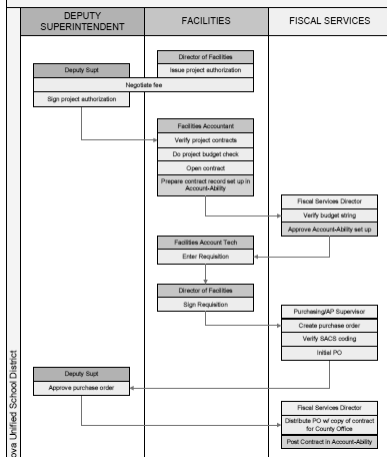 DEPUTY
SUPERINTENDENT
FACILITIES
FISCAL SERVICES
Director of Facilities
Issue project authorization
Deputy Supt
Negotiate fee
Sign project authorization
Facilities Accountant
Verify project contracts
Do project budget check
Open contract
Prepare contract record set up in
Account-Ability
Fiscal Services Director
Verify budget string
Approve Account-Ability set up
Facilities Account Tech
Enter Requisition
Director of Facilities
Sign Requisition
Purchasing/AP Supervisor
Create purchase order
Verify SACS coding
Initial PO
Deputy Supt
Approve purchase order
Fiscal Services Director
Distribute PO w/ copy of contract
for County Office
Post Contract in Account-Ability
ova Unified School District